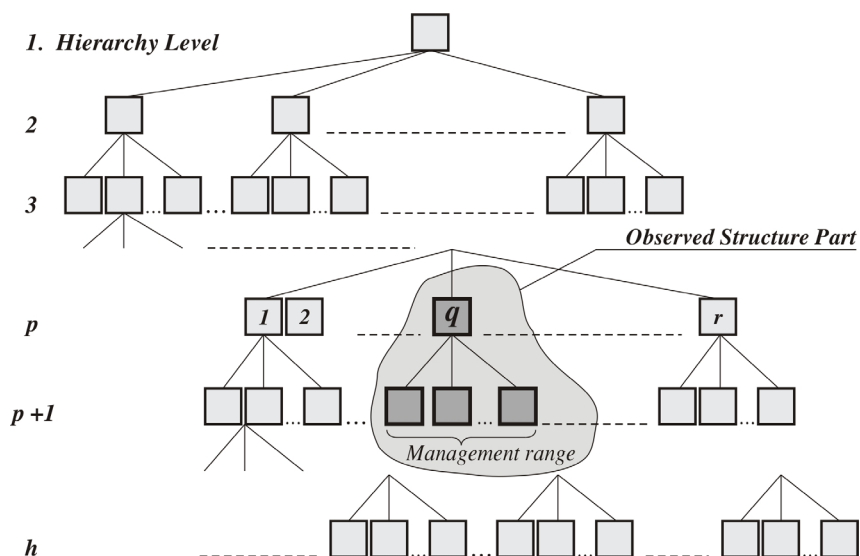 1. Hierarchy Level
2
3
Observed Structure Part
p
1 2 q r
p +1
Management range
h